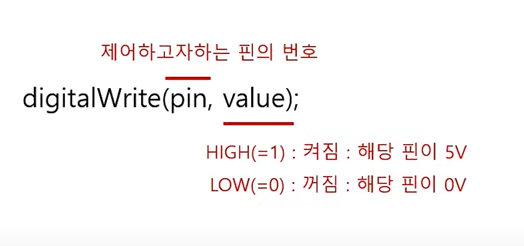 제어하고자하는 핀의 번호
digitalWrite(pin, value);
HIGH(=1) : 켜짐 : 해당 핀이 5V
LOW(=0) : 꺼짐 : 해당 핀이 0V